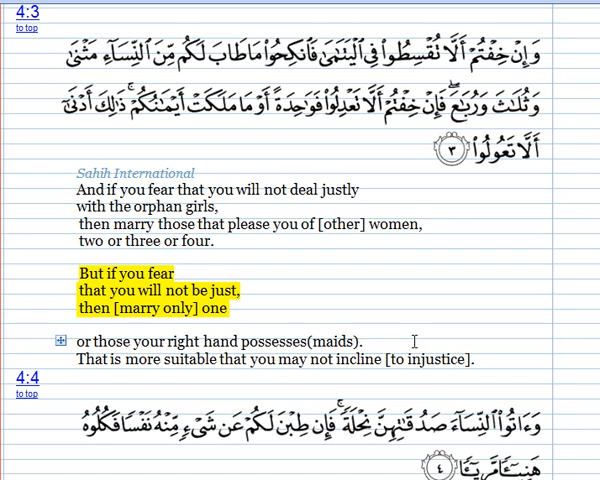 4:3
to top
وَإِنْ خِفْتُمْ أَلَّا تُقْسِطُوا۟ فِى ٱلْيَتَـٰمَىٰ فَٱنكِحُوا۟ مَا طَابَ لَكُم مِّنَ ٱلنِّسَآءِ مَثْنَىٰ
وَثُلَـٰثَ وَرُبَـٰعَ ۖ فَإِنْ خِفْتُمْ أَلَّا تَعْدِلُوا۟ فَوَٰحِدَةً أَوْ مَا مَلَكَتْ أَيْمَـٰنُكُمْ ۚ ذَٰلِكَ أَدْنَىٰٓ
أَلَّا تَعُولُوا۟ ٣
Sahih International
And if you fear that you will not deal justly
with the orphan girls,
then marry those that please you of [other] women,
two or three or four.
But if you fear
that you will not be just,
then [marry only] one
or those your right hand possesses(maids).
That is more suitable that you may not incline [to injustice].
4:4
to top
وَءَاتُوا۟ ٱلنِّسَآءَ صَدُقَـٰتِهِنَّ نِحْلَةً ۚ فَإِن طِبْنَ لَكُمْ عَن شَىْءٍ مِّنْهُ نَفْسًا فَكُلُوهُ
هَنِيٓـًٔا مَّرِيٓـًٔا ٤